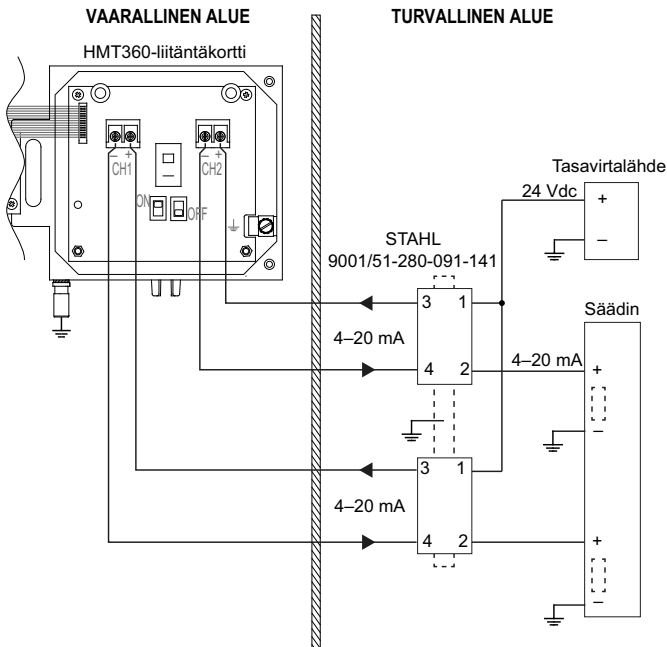 VAARALLINEN ALUE
TURVALLINEN ALUE
HMT360-liitäntäkortti
– +
CH1
– +
CH2
ON
OFF
Tasavirtalähde
24 Vdc
+
–
STAHL
9001/51-280-091-141
Säädin
3 1
4–20 mA
4 2
4–20 mA
+
–
3 1
4–20 mA
4 2
+
–